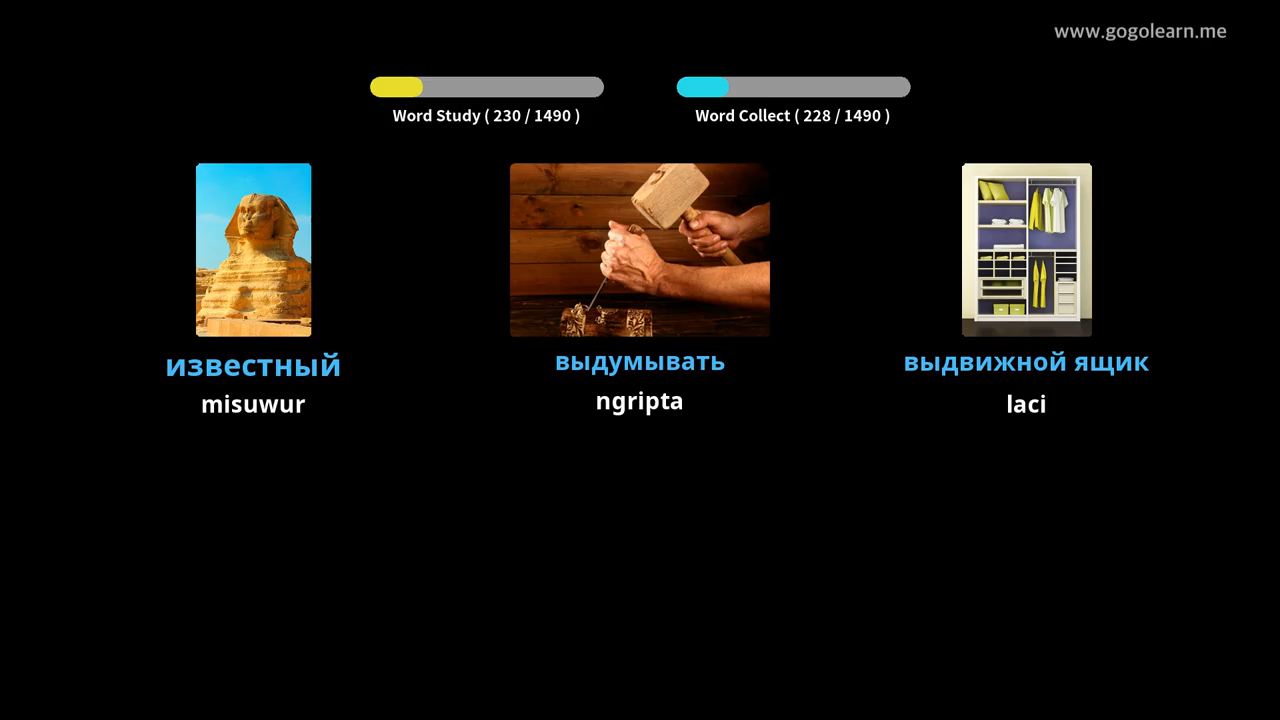 www.gogolearn.me
Word Study ( 230 / 1490 )
Word Collect ( 228 / 1490 )
известный
misuwur
выдумывать
ngripta
выдвижной ящик
laci